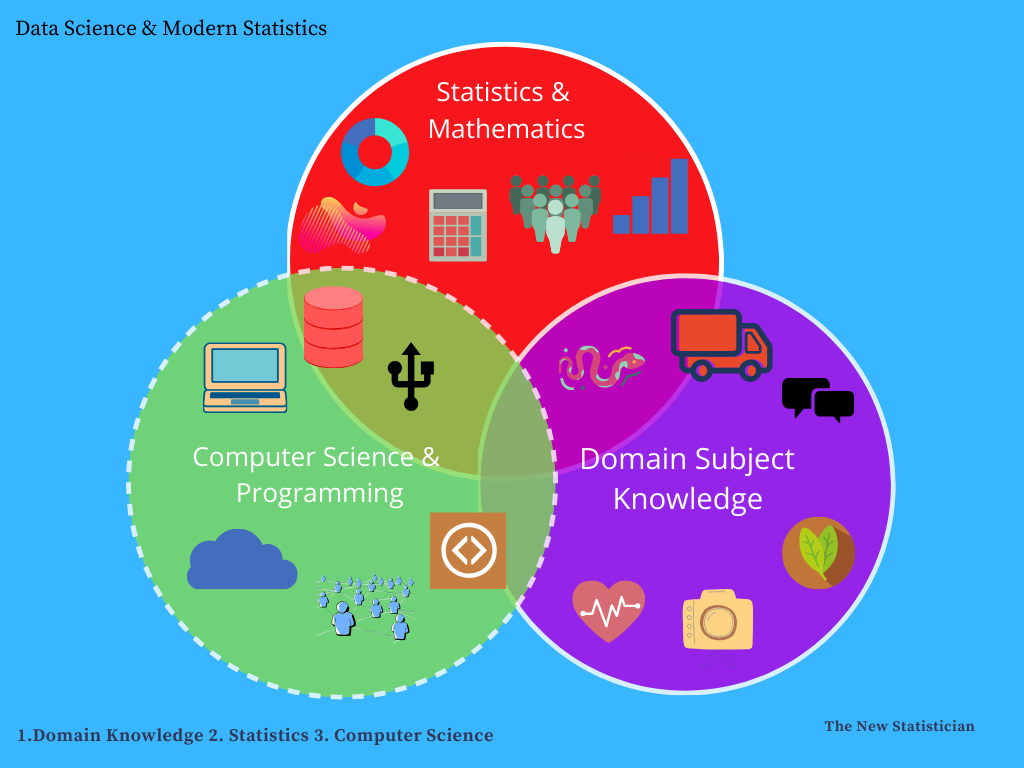 Data Science & Modern Statistics
Statistics &
Mathematics
Computer Science &
Programming
Domain Subject
Knowledge
1.Domain Knowledge 2. Statistics 3. Computer Science
The New Statistician